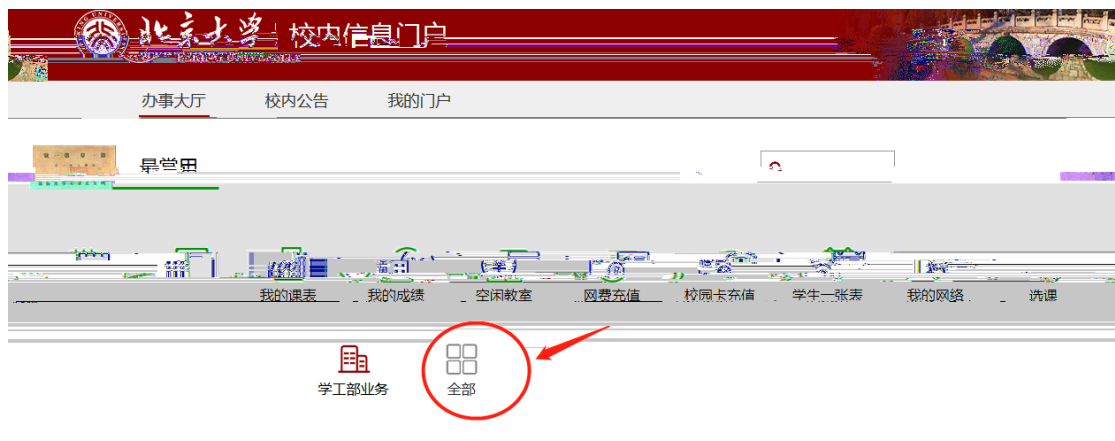 北京大学 校内信息门户
办事大厅 校内公告 我的门户
最常用
我的课表 我的成绩 空闲教室 网费充值 校园卡充值 学生一张表 我的网络 选课
学工部业务 全部